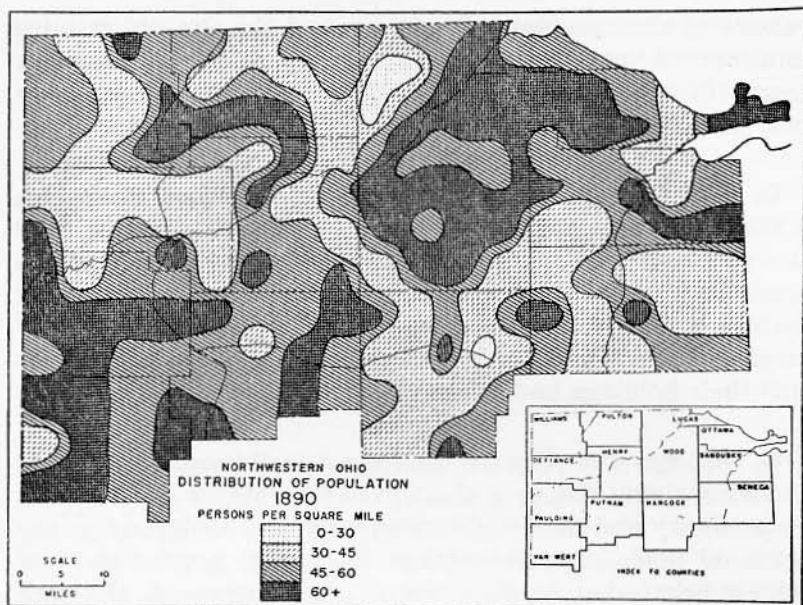 NORTHWESTERN OHIO
DISTRIBUTION OF POPULATION
1890
PERSONS PER SQUARE MILE
0-30
30-45
45-60
60+
SCALE
0 5 10
MILES
WILLIAMS
FULTON
LUCAS
OTTAWA
DEFIANCE
HENRY
WOOD
SANDUSKY
SENECA
PAULDING
PUTNAM
HANCOCK
VAN WERT
INDEX TO COUNTIES